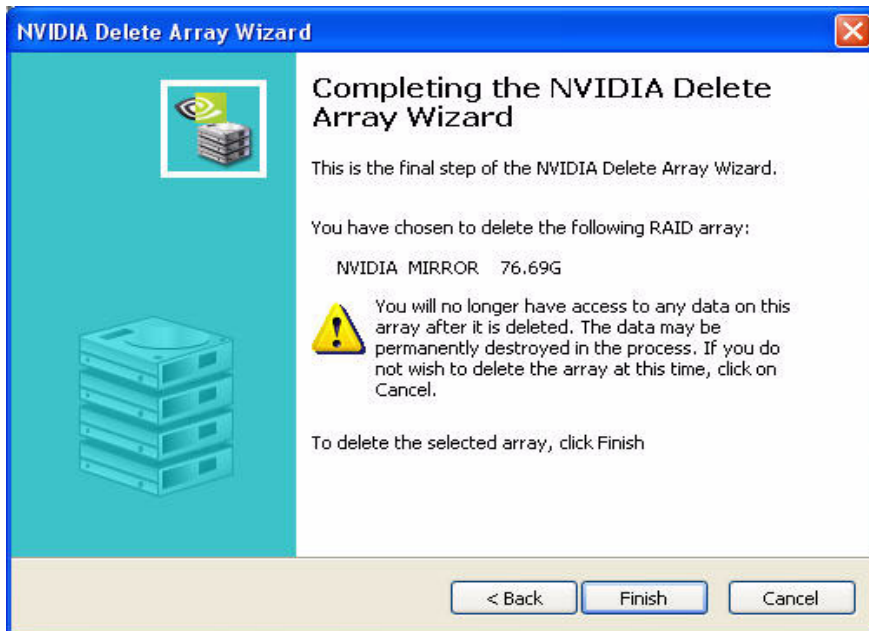 NVIDIA Delete Array Wizard
Completing the NVIDIA Delete
Array Wizard
This is the final step of the NVIDIA Delete Array Wizard.
You have chosen to delete the following RAID array:
NVIDIA MIRROR 76.69G
You will no longer have access to any data on this
array after it is deleted. The data may be
permanently destroyed in the process. If you do
not wish to delete the array at this time, click on
Cancel.
To delete the selected array, click Finish
< Back Finish Cancel